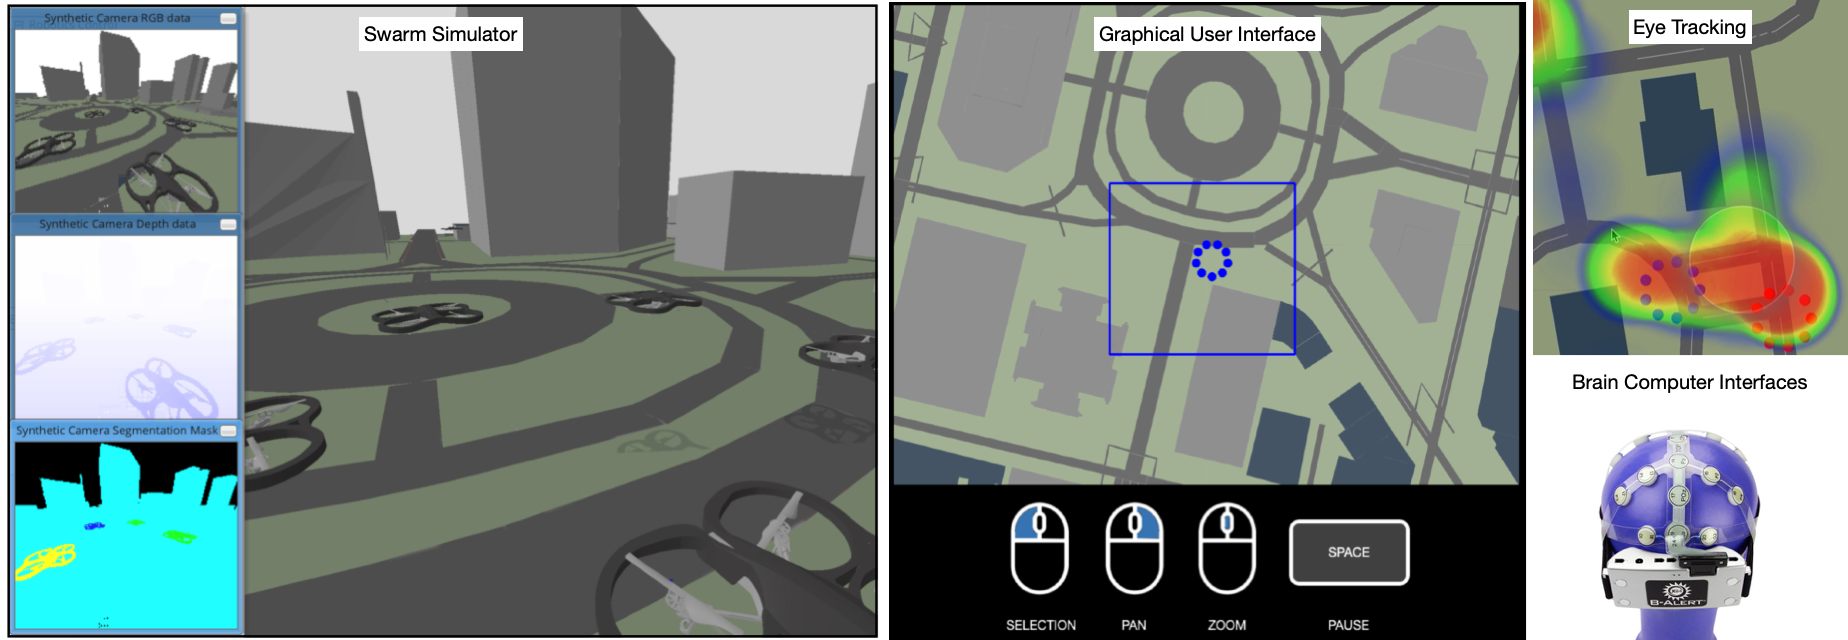 Synthetic Camera RGB data
Swarm Simulator
Synthetic Camera Depth data
Synthetic Camera Segmentation Mask
Graphical User Interface
SPACE
SELECTION
PAN
ZOOM
PAUSE
Eye Tracking
Brain Computer Interfaces
B-ALERT